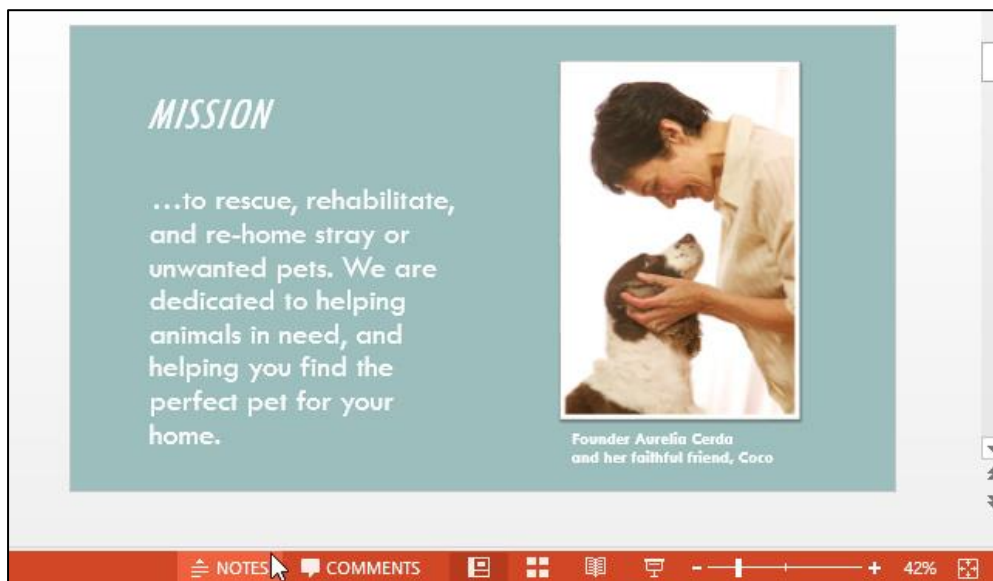 MISSION
...to rescue, rehabilitate,
and re-home stray or
unwanted pets. We are
dedicated to helping
animals in need, and
helping you find the
perfect pet for your
home.
Founder Aurelia Cerda
and her faithful friend, Coco
NOTES COMMENTS 42%